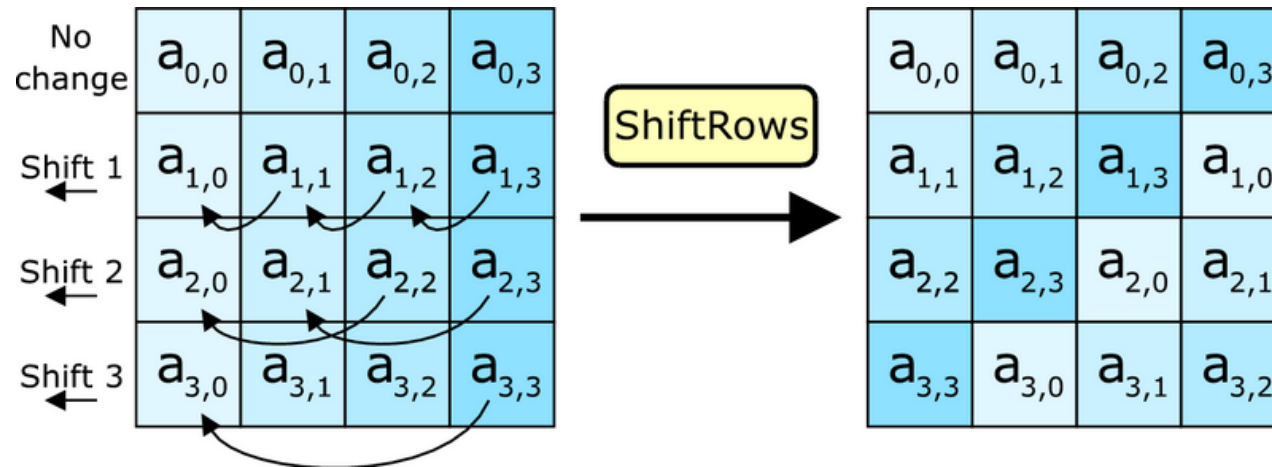 No
change
a0,0 a0,1 a0,2 a0,3
a0,0 a0,1 a0,2 a0,3
ShiftRows
Shift 1
a1,0 a1,1 a1,2 a1,3
a1,1 a1,2 a1,3 a1,0
Shift 2
a2,0 a2,1 a2,2 a2,3
a2,2 a2,3 a2,0 a2,1
Shift 3
a3,0 a3,1 a3,2 a3,3
a3,3 a3,0 a3,1 a3,2